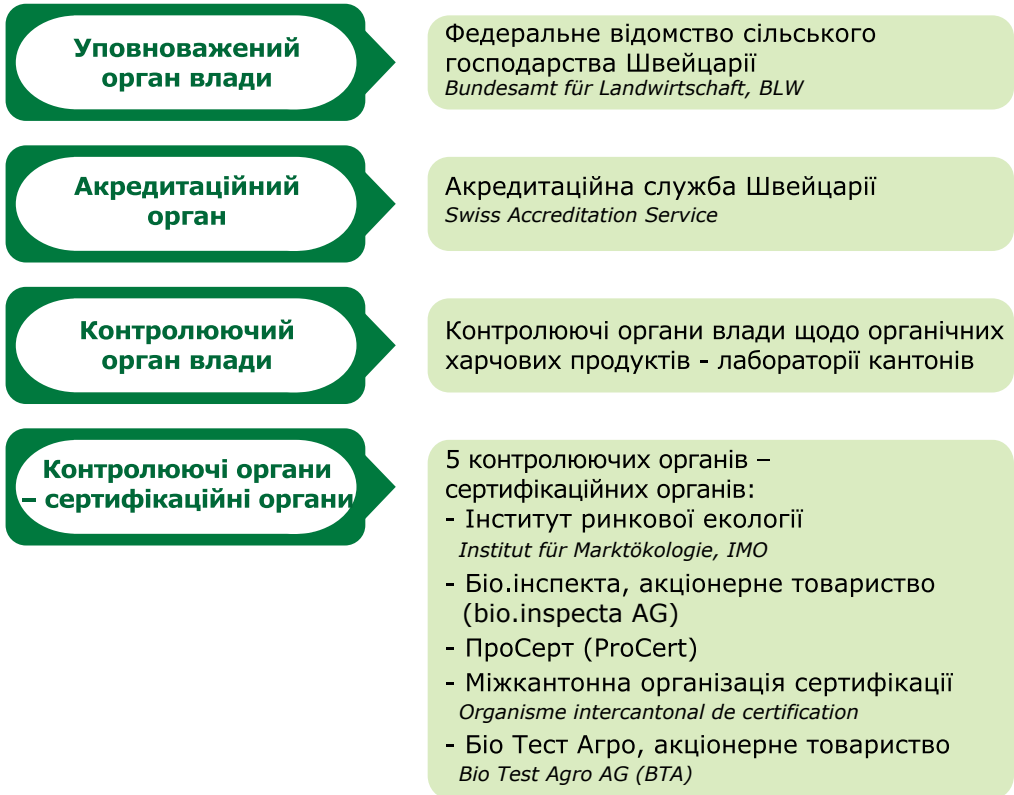 Уповноважений
орган влади
Федеральне відомство сільського
господарства Швейцарії
Bundesamt für Landwirtschaft, BLW
Акредитаційний
орган
Акредитаційна служба Швейцарії
Swiss Accreditation Service
Контролюючий
орган влади
Контролюючі органи влади щодо органічних
харчових продуктів - лабораторії кантонів
Контролюючі органи
– сертифікаційні органи
5 контролюючих органів –
сертифікаційних органів:
- Інститут ринкової екології
Institut für Marktökologie, IMO
- Біо.інспекта, акціонерне товариство
(bio.inspecta AG)
- ПроСерт (ProCert)
- Міжкантонна організація сертифікації
Organisme intercantonal de certification
- Біо Тест Агро, акціонерне товариство
Bio Test Agro AG (BTA)